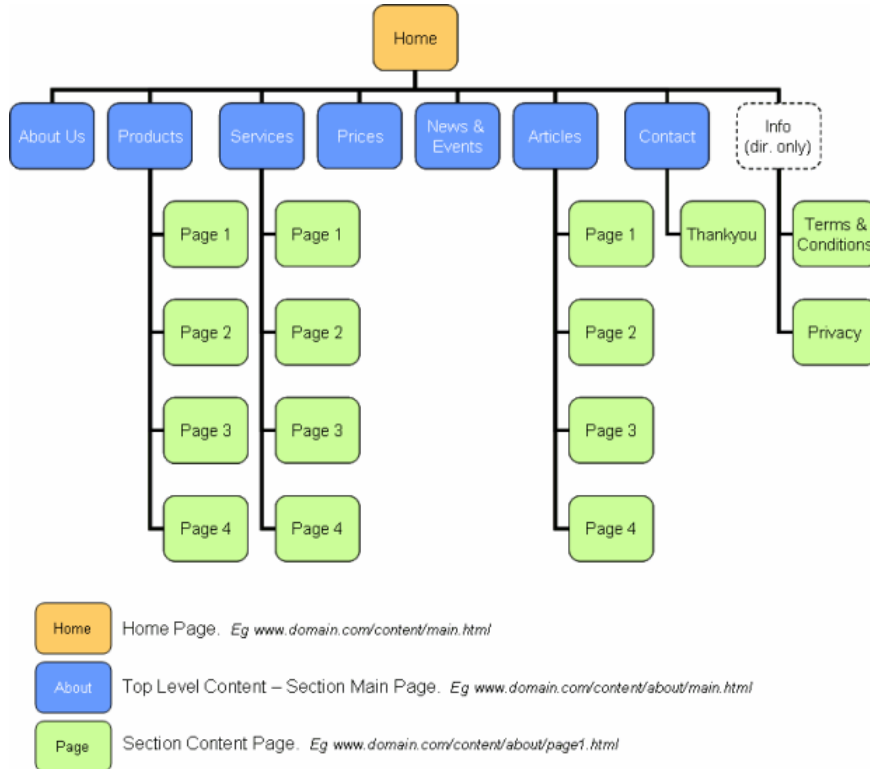 Home
About Us
Products
Services
Prices
News &
Events
Articles
Contact
Info
(dir. only)
Page 1
Page 1
Page 1
Thankyou
Terms &
Conditions
Page 2
Page 2
Page 2
Privacy
Page 3
Page 3
Page 3
Page 4
Page 4
Page 4
Home
Home Page. Eg www.domain.com/content/main.html
About
Top Level Content – Section Main Page. Eg www.domain.com/content/about/main.html
Page
Section Content Page. Eg www.domain.com/content/about/page1.html